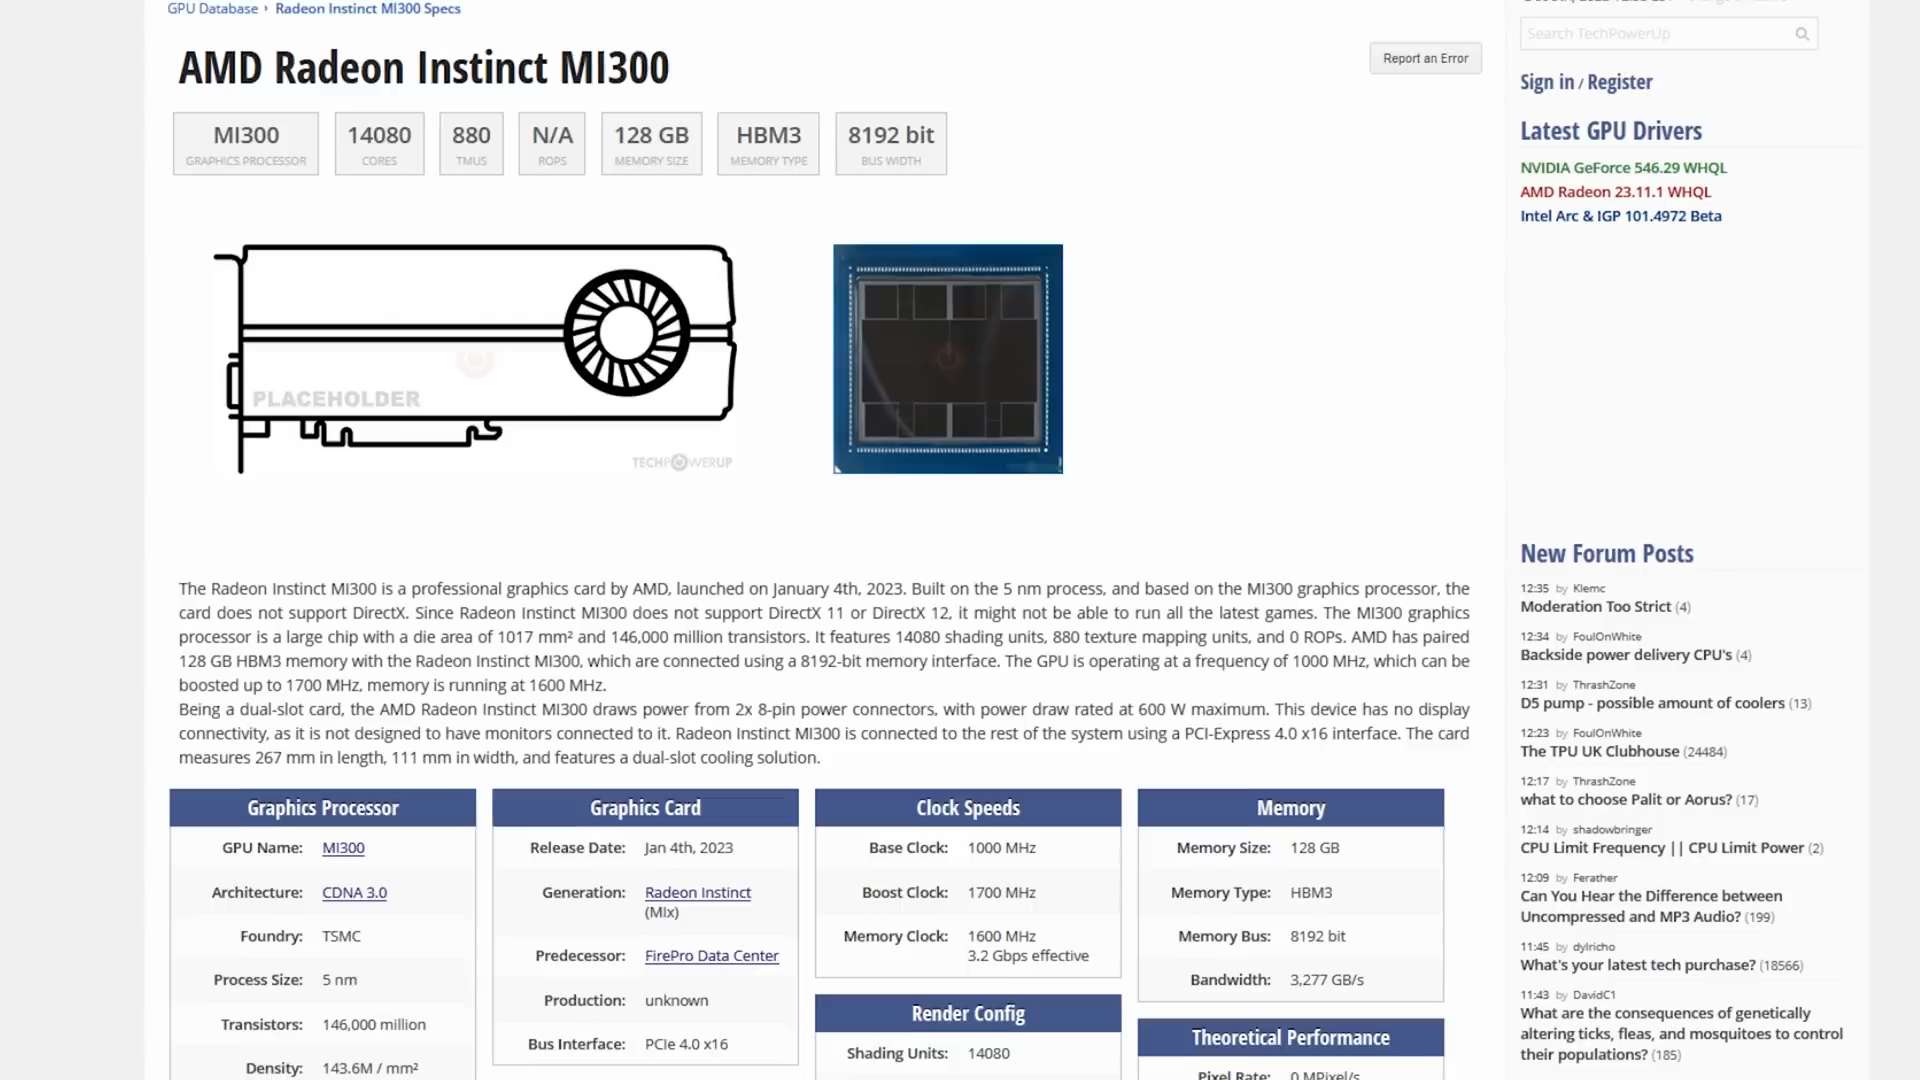 GPU Database › Radeon Instinct MI300 Specs
AMD Radeon Instinct MI300
Report an Error
MI300
GRAPHICS PROCESSOR
14080
CORES
880
TMUS
N/A
ROPS
128 GB
MEMORY SIZE
HBM3
MEMORY TYPE
8192 bit
BUS WIDTH
PLACEHOLDER
TECHPOWERUP
The Radeon Instinct MI300 is a professional graphics card by AMD, launched on January 4th, 2023. Built on the 5 nm process, and based on the MI300 graphics processor, the
card does not support DirectX. Since Radeon Instinct MI300 does not support DirectX 11 or DirectX 12, it might not be able to run all the latest games. The MI300 graphics
processor is a large chip with a die area of 1017 mm² and 146,000 million transistors. It features 14080 shading units, 880 texture mapping units, and 0 ROPs. AMD has paired
128 GB HBM3 memory with the Radeon Instinct MI300, which are connected using a 8192-bit memory interface. The GPU is operating at a frequency of 1000 MHz, which can be
boosted up to 1700 MHz, memory is running at 1600 MHz.
Being a dual-slot card, the AMD Radeon Instinct MI300 draws power from 2x 8-pin power connectors, with power draw rated at 600 W maximum. This device has no display
connectivity, as it is not designed to have monitors connected to it. Radeon Instinct MI300 is connected to the rest of the system using a PCI-Express 4.0 x16 interface. The card
measures 267 mm in length, 111 mm in width, and features a dual-slot cooling solution.
Graphics Processor
GPU Name: MI300
Architecture: CDNA 3.0
Foundry: TSMC
Process Size: 5 nm
Transistors: 146,000 million
Density: 143.6M / mm²
Graphics Card
Release Date: Jan 4th, 2023
Generation: Radeon Instinct
(MIx)
Predecessor: FirePro Data Center
Production: unknown
Bus Interface: PCIe 4.0 x16
Clock Speeds
Base Clock: 1000 MHz
Boost Clock: 1700 MHz
Memory Clock: 1600 MHz
3.2 Gbps effective
Render Config
Shading Units: 14080
Memory
Memory Size: 128 GB
Memory Type: HBM3
Memory Bus: 8192 bit
Bandwidth: 3,277 GB/s
Theoretical Performance
Pixel Rate: 0 MPixel/s
Search TechPowerUp
Sign in / Register
Latest GPU Drivers
NVIDIA GeForce 546.29 WHQL
AMD Radeon 23.11.1 WHQL
Intel Arc & IGP 101.4972 Beta
New Forum Posts
12:35 by Klemc
Moderation Too Strict (4)
12:34 by FoulOnWhite
Backside power delivery CPU's (4)
12:31 by ThrashZone
D5 pump - possible amount of coolers (13)
12:23 by FoulOnWhite
The TPU UK Clubhouse (24484)
12:17 by ThrashZone
what to choose Palit or Aorus? (17)
12:14 by shadowbringer
CPU Limit Frequency || CPU Limit Power (2)
12:09 by Ferather
Can You Hear the Difference between
Uncompressed and MP3 Audio? (199)
11:45 by dylricho
What's your latest tech purchase? (18566)
11:43 by DavidC1
What are the consequences of genetically
altering ticks, fleas, and mosquitoes to control
their populations? (185)